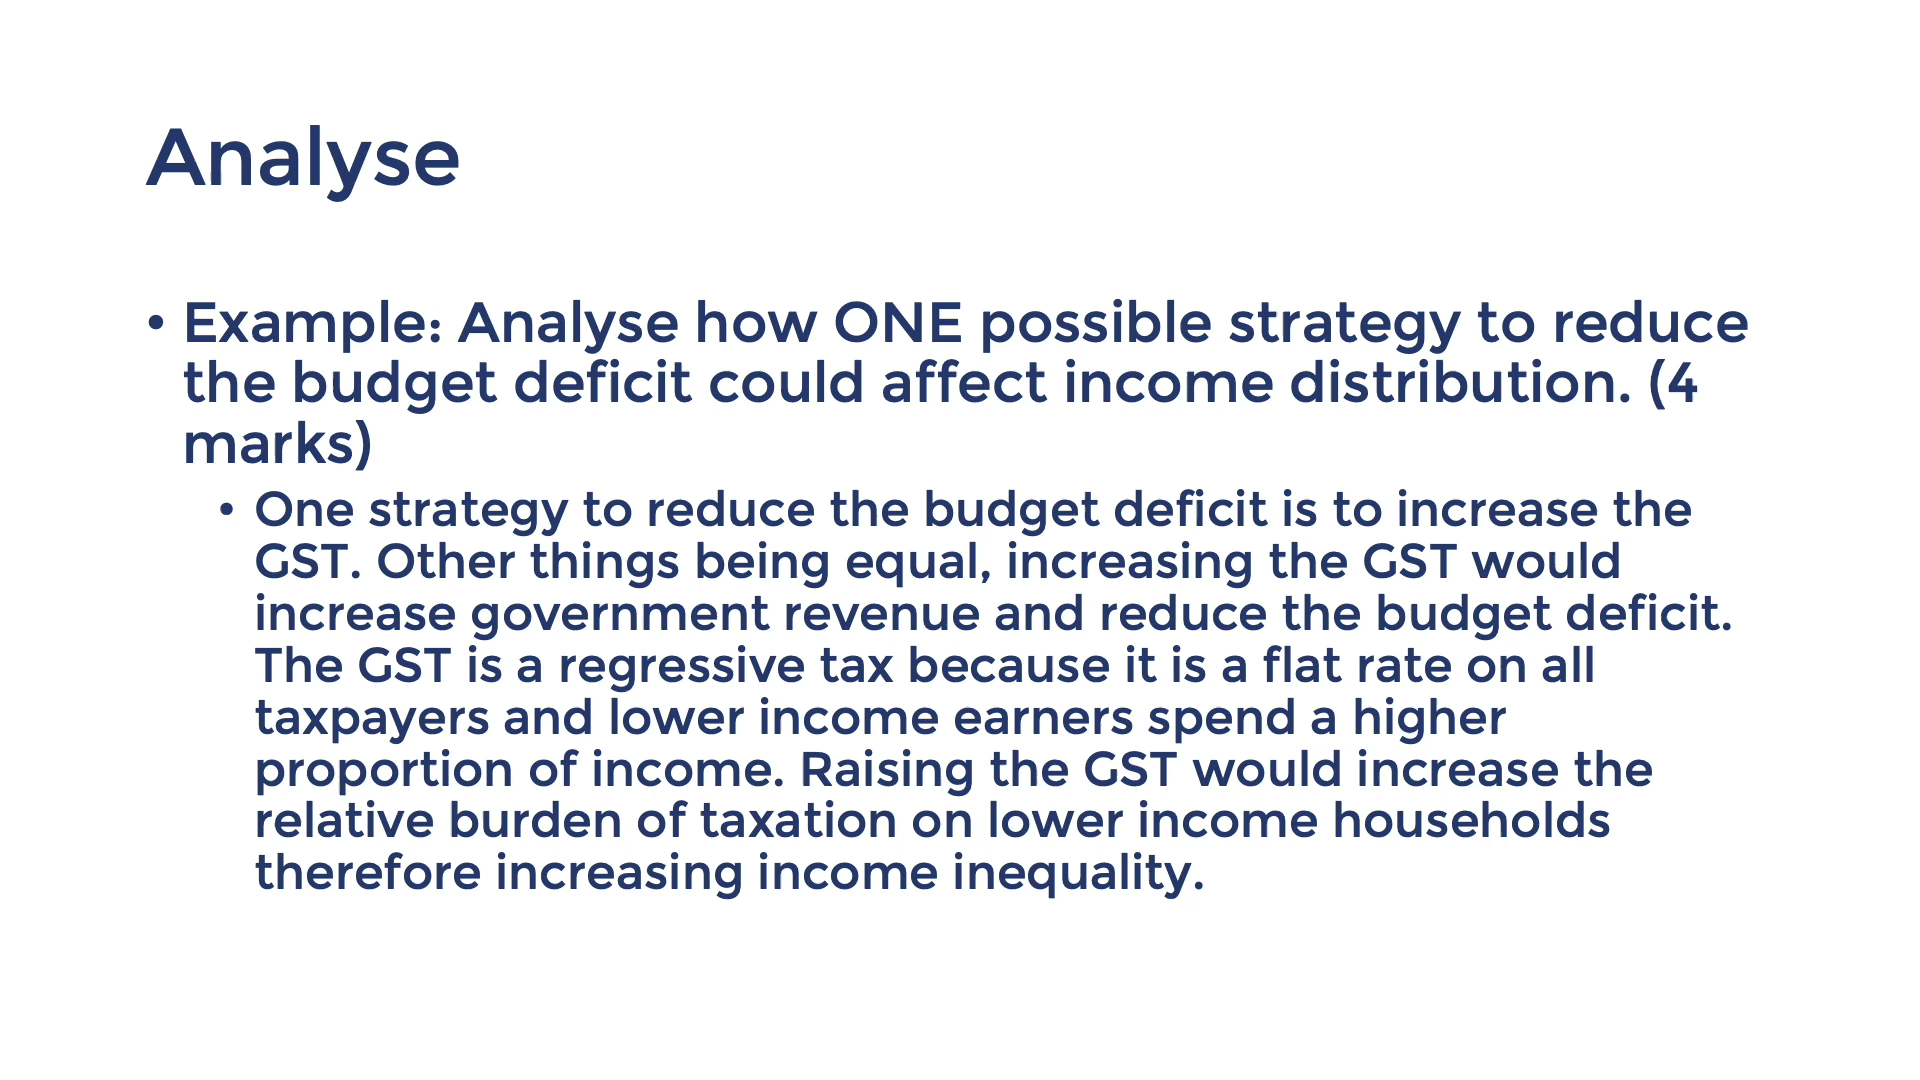 Analyse
• Example: Analyse how ONE possible strategy to reduce
the budget deficit could affect income distribution. (4
marks)
• One strategy to reduce the budget deficit is to increase the
GST. Other things being equal, increasing the GST would
increase government revenue and reduce the budget deficit.
The GST is a regressive tax because it is a flat rate on all
taxpayers and lower income earners spend a higher
proportion of income. Raising the GST would increase the
relative burden of taxation on lower income households
therefore increasing income inequality.